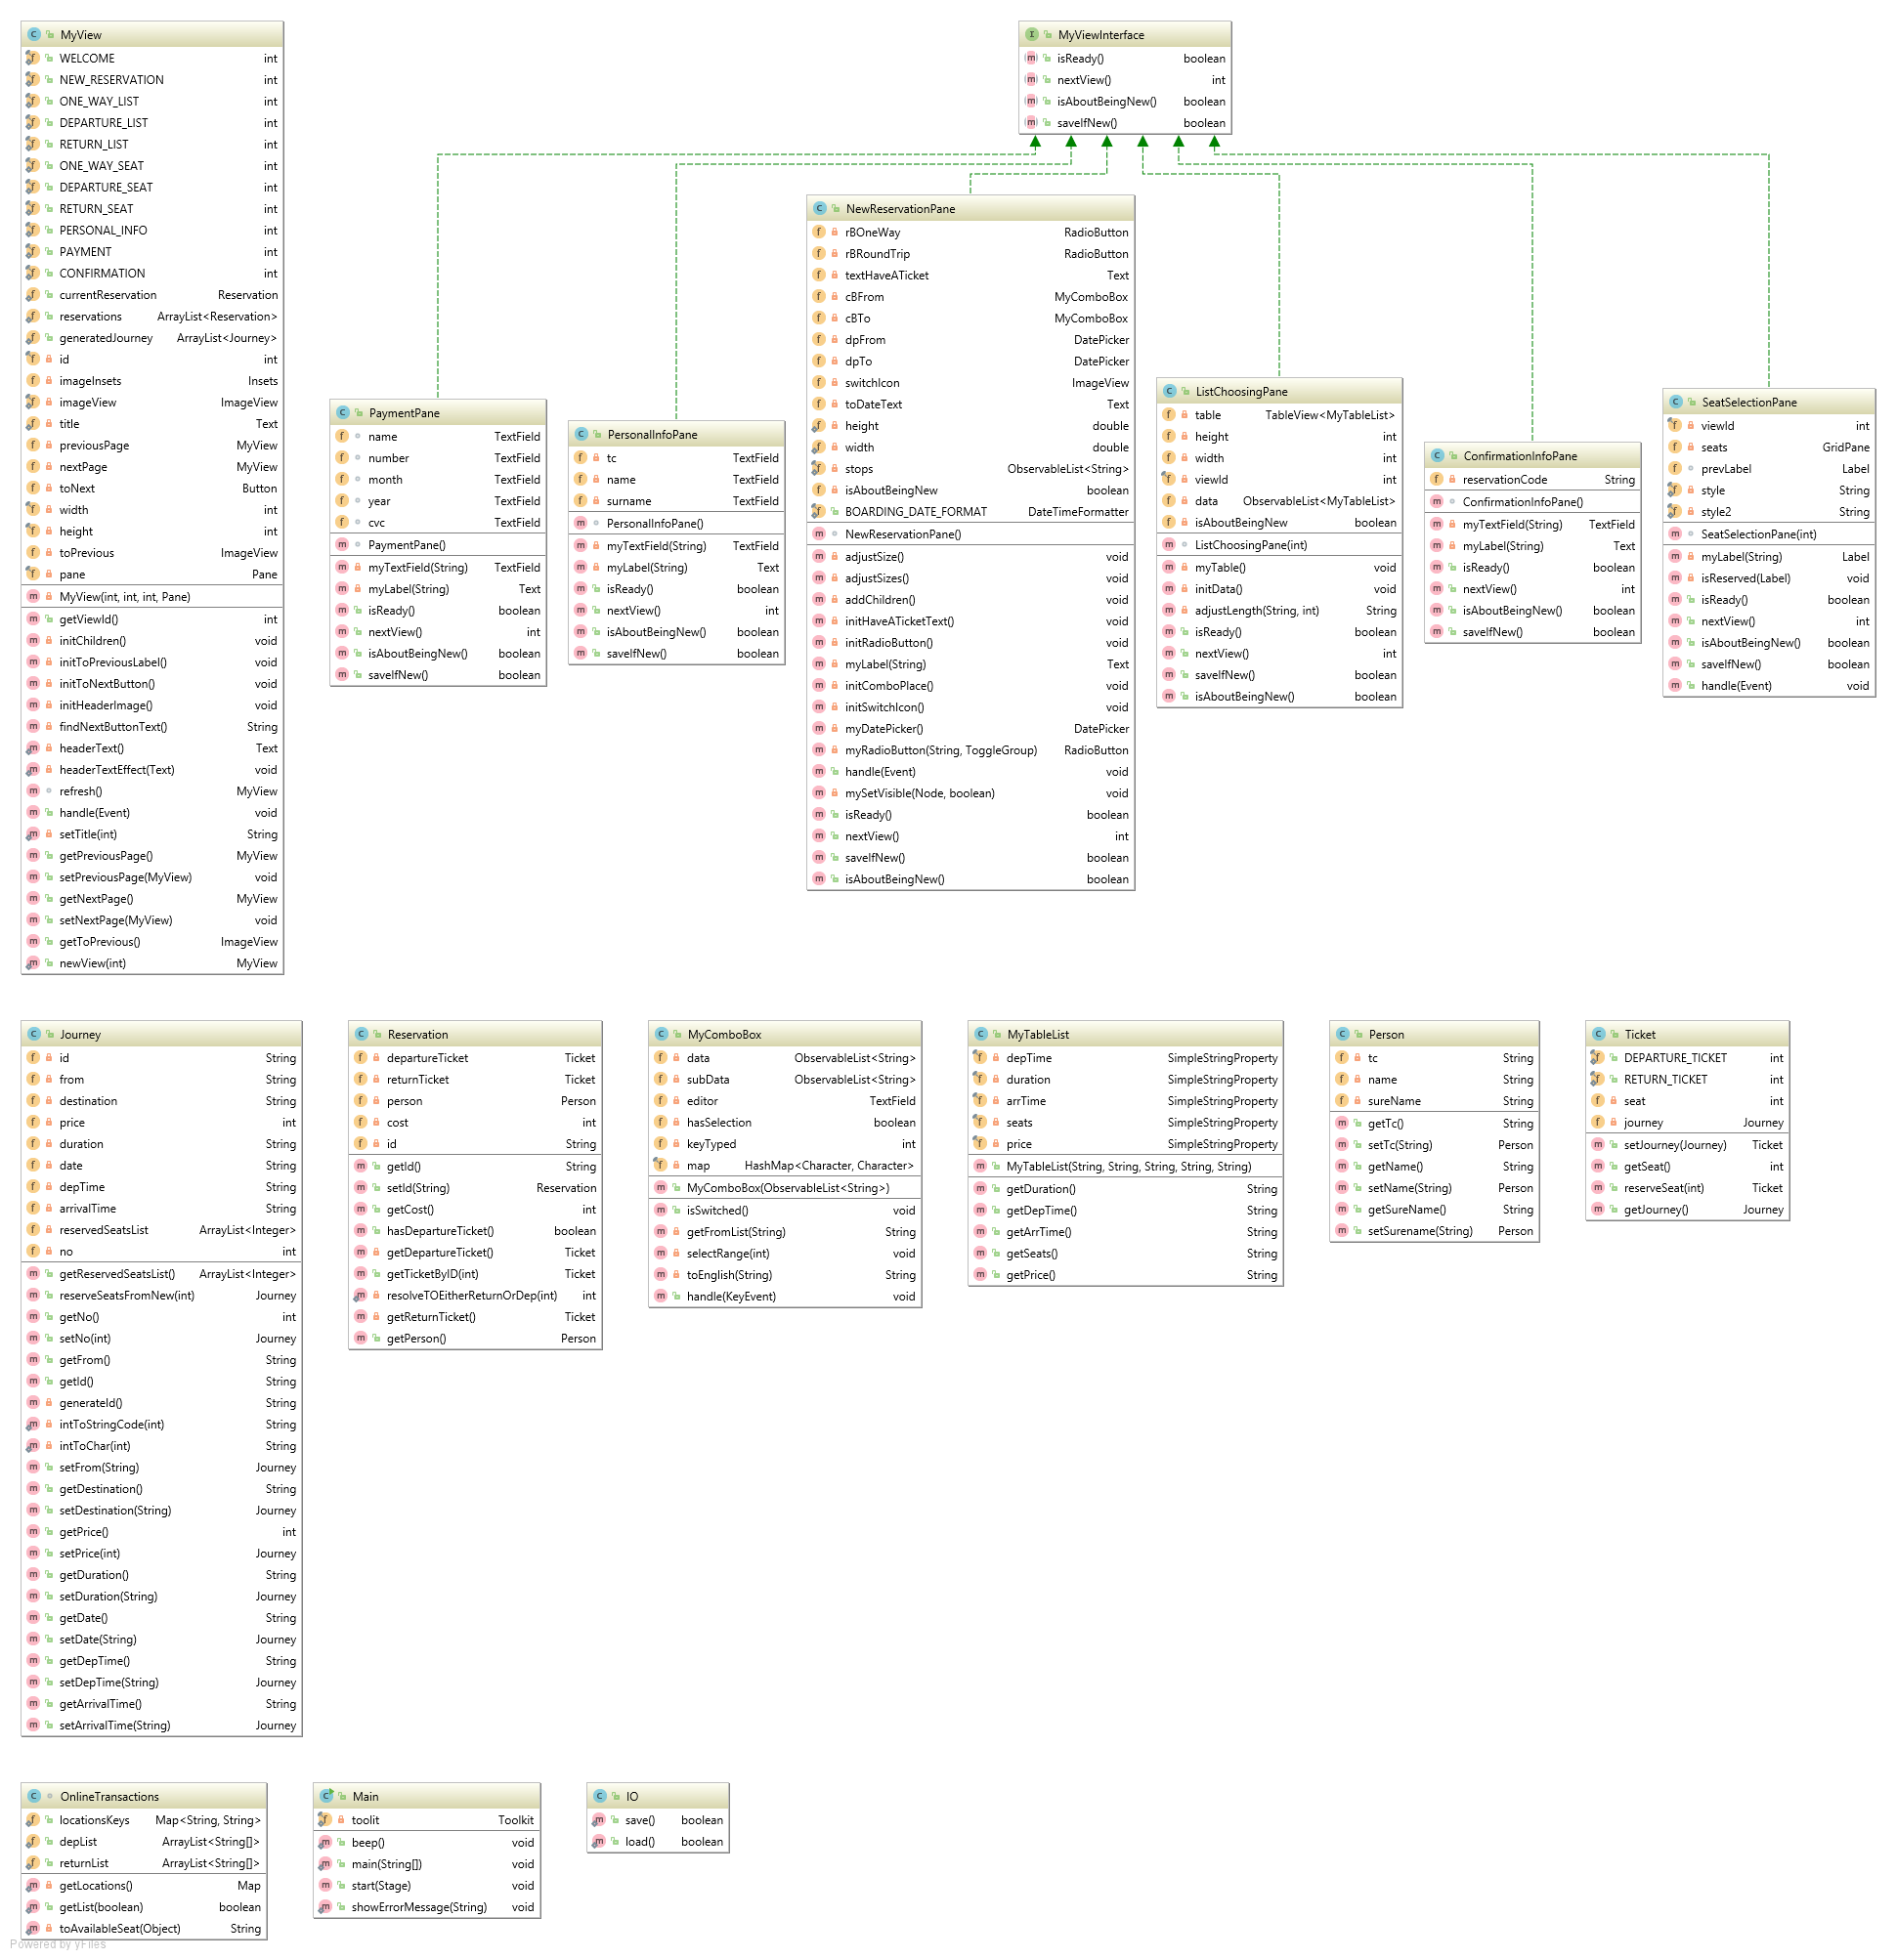 MyView
WELCOME int
NEW_RESERVATION int
ONE_WAY_LIST int
DEPARTURE_LIST int
RETURN_LIST int
ONE_WAY_SEAT int
DEPARTURE_SEAT int
RETURN_SEAT int
PERSONAL_INFO int
PAYMENT int
CONFIRMATION int
currentReservation Reservation
reservations ArrayList<Reservation>
generatedJourney ArrayList<Journey>
id int
imageInsets Insets
imageView ImageView
title Text
previousPage MyView
nextPage MyView
toNext Button
width int
height int
toPrevious ImageView
pane Pane
MyView(int, int, int, Pane)
getViewId() int
initChildren() void
initToPreviousLabel() void
initToNextButton() void
initHeaderImage() void
findNextButtonText() String
headerText() Text
headerTextEffect(Text) void
refresh() MyView
handle(Event) void
setTitle(int) String
getPreviousPage() MyView
setPreviousPage(MyView) void
getNextPage() MyView
setNextPage(MyView) void
getToPrevious() ImageView
newView(int) MyView
MyViewInterface
isReady() boolean
nextView() int
isAboutBeingNew() boolean
saveIfNew() boolean
PaymentPane
name TextField
number TextField
month TextField
year TextField
cvc TextField
PaymentPane()
myTextField(String) TextField
myLabel(String) Text
isReady() boolean
nextView() int
isAboutBeingNew() boolean
saveIfNew() boolean
PersonalInfoPane
tc TextField
name TextField
surname TextField
PersonalInfoPane()
myTextField(String) TextField
myLabel(String) Text
isReady() boolean
nextView() int
isAboutBeingNew() boolean
saveIfNew() boolean
NewReservationPane
rBOneWay RadioButton
rBRoundTrip RadioButton
textHaveATicket Text
cBFrom MyComboBox
cBTo MyComboBox
dpFrom DatePicker
dpTo DatePicker
switchIcon ImageView
toDateText Text
height double
width double
stops ObservableList<String>
isAboutBeingNew boolean
BOARDING_DATE_FORMAT DateTimeFormatter
NewReservationPane()
adjustSize() void
adjustSizes() void
addChildren() void
initHaveATicketText() void
initRadioButton() void
myLabel(String) Text
initComboPlace() void
initSwitchIcon() void
myDatePicker() DatePicker
myRadioButton(String, ToggleGroup) RadioButton
handle(Event) void
mySetVisible(Node, boolean) void
isReady() boolean
nextView() int
saveIfNew() boolean
isAboutBeingNew() boolean
ListChoosingPane
table TableView<MyTableList>
height int
width int
viewId int
data ObservableList<MyTableList>
isAboutBeingNew boolean
ListChoosingPane(int)
myTable() void
initData() void
adjustLength(String, int) String
isReady() boolean
nextView() int
saveIfNew() boolean
isAboutBeingNew() boolean
ConfirmationInfoPane
reservationCode String
ConfirmationInfoPane()
myTextField(String) TextField
myLabel(String) Text
isReady() boolean
nextView() int
isAboutBeingNew() boolean
saveIfNew() boolean
SeatSelectionPane
viewId int
seats GridPane
prevLabel Label
style String
style2 String
SeatSelectionPane(int)
myLabel(String) Label
isReserved(Label) void
isReady() boolean
nextView() int
isAboutBeingNew() boolean
saveIfNew() boolean
handle(Event) void
Journey
id String
from String
destination String
price int
duration String
date String
depTime String
arrivalTime String
reservedSeatsList ArrayList<Integer>
no int
getReservedSeatsList() ArrayList<Integer>
reserveSeatsFromNew(int) Journey
getNo() int
setNo(int) Journey
getFrom() String
getId() String
generateId() String
intToStringCode(int) String
intToChar(int) String
setFrom(String) Journey
getDestination() String
setDestination(String) Journey
getPrice() int
setPrice(int) Journey
getDuration() String
setDuration(String) Journey
getDate() String
setDate(String) Journey
getDepTime() String
setDepTime(String) Journey
getArrivalTime() String
setArrivalTime(String) Journey
Reservation
departureTicket Ticket
returnTicket Ticket
person Person
cost int
id String
getId() String
setId(String) Reservation
getCost() int
hasDepartureTicket() boolean
getDepartureTicket() Ticket
getTicketByID(int) Ticket
resolveTOEitherReturnOrDep(int) int
getReturnTicket() Ticket
getPerson() Person
MyComboBox
data ObservableList<String>
subData ObservableList<String>
editor TextField
hasSelection boolean
keyTyped int
map HashMap<Character, Character>
MyComboBox(ObservableList<String>)
isSwitched() void
getFromList(String) String
selectRange(int) void
toEnglish(String) String
handle(KeyEvent) void
MyTableList
depTime SimpleStringProperty
duration SimpleStringProperty
arrTime SimpleStringProperty
seats SimpleStringProperty
price SimpleStringProperty
MyTableList(String, String, String, String, String)
getDuration() String
getDepTime() String
getArrTime() String
getSeats() String
getPrice() String
Person
tc String
name String
sureName String
getTc() String
setTc(String) Person
getName() String
setName(String) Person
getSureName() String
setSurename(String) Person
Ticket
DEPARTURE_TICKET int
RETURN_TICKET int
seat int
journey Journey
setJourney(Journey) Ticket
getSeat() int
reserveSeat(int) Ticket
getJourney() Journey
OnlineTransactions
locationsKeys Map<String, String>
depList ArrayList<String[]>
returnList ArrayList<String[]>
getLocations() Map
getList(boolean) boolean
toAvailableSeat(Object) String
Main
toolit Toolkit
beep() void
main(String[]) void
start(Stage) void
showErrorMessage(String) void
IO
save() boolean
load() boolean
Powered by yFiles